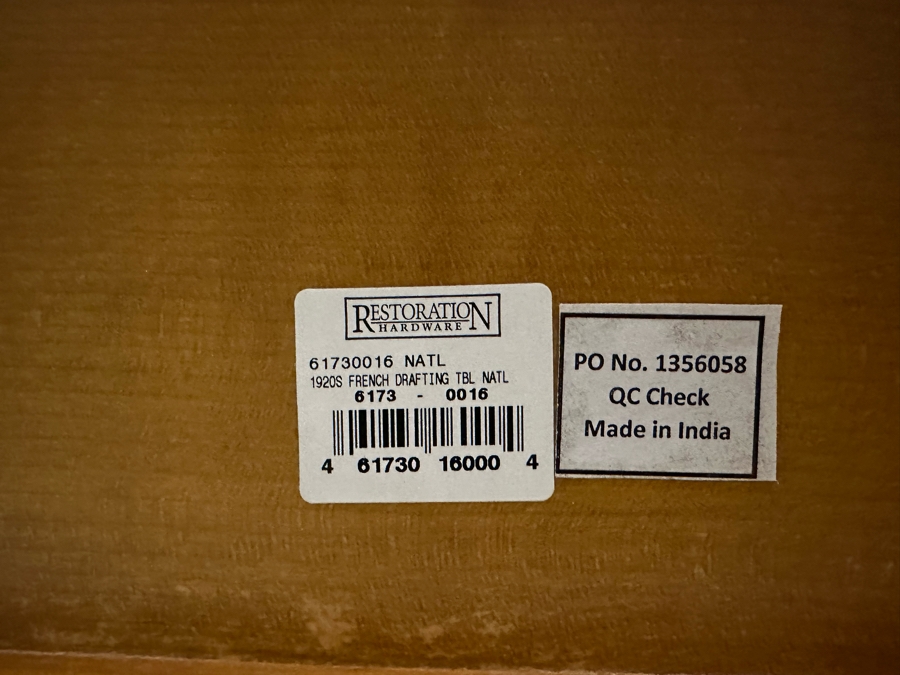 RESTORATION
HARDWARE
61730016 NATL
1920S FRENCH DRAFTING TBL NATL
6173 - 0016
4 61730 16000 4
PO No. 1356058
QC Check
Made in India